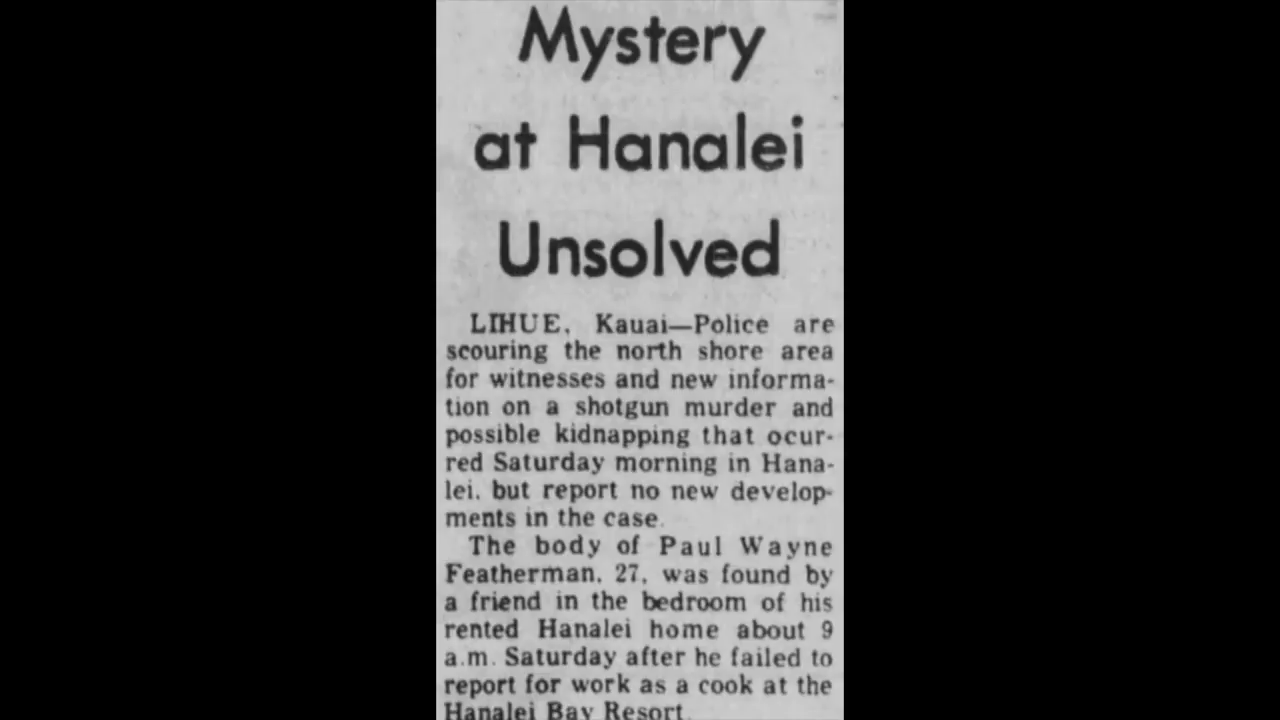 Mystery
at Hanalei
Unsolved
LIHUE, Kauai—Police are
scouring the north shore area
for witnesses and new informa-
tion on a shotgun murder and
possible kidnapping that ocur-
red Saturday morning in Hana-
lei, but report no new develop-
ments in the case.
The body of Paul Wayne
Featherman, 27, was found by
a friend in the bedroom of his
rented Hanalei home about 9
a.m. Saturday after he failed to
report for work as a cook at the
Hanalei Bay Resort.